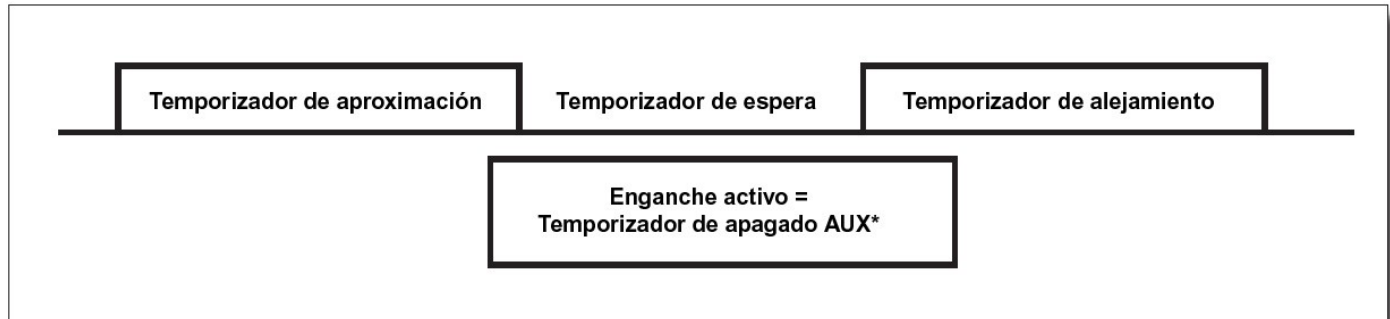 Temporizador de aproximación
Temporizador de espera
Temporizador de alejamiento
Enganche activo =
Temporizador de apagado AUX*